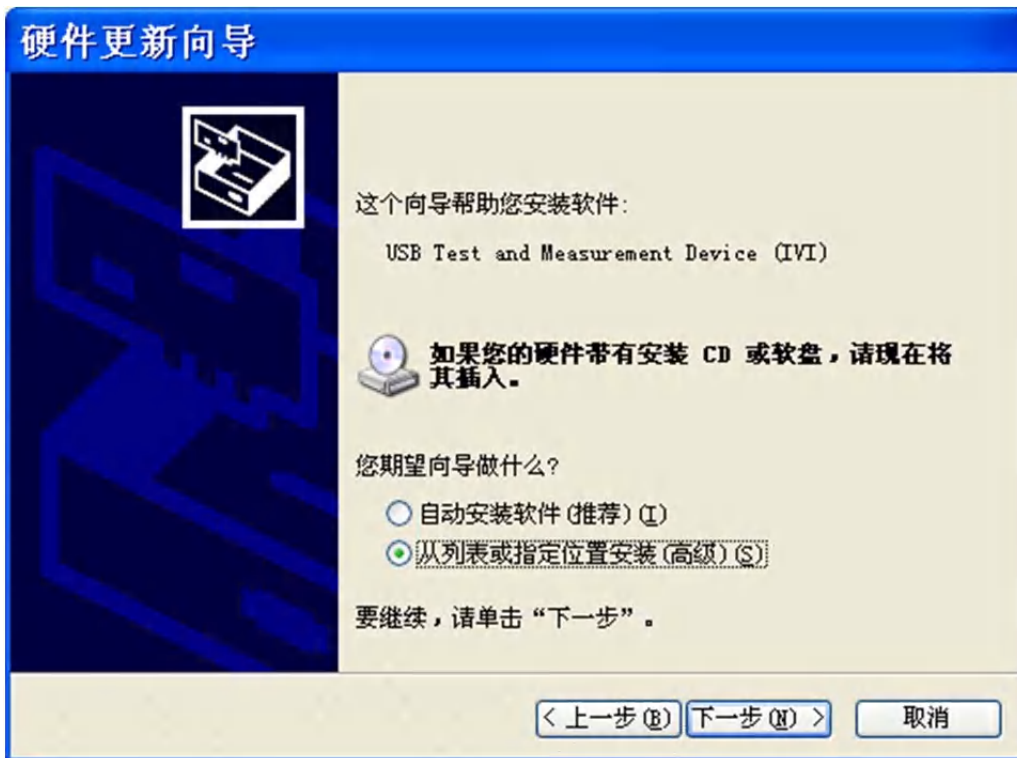 硬件更新向导
这个向导帮助您安装软件:
USB Test and Measurement Device (IVI)
如果您的硬件带有安装 CD 或软盘，请现在将
其插入。
您期望向导做什么?
自动安装软件(推荐)(I)
从列表或指定位置安装(高级)(S)
要继续，请单击“下一步”。
< 上一步(B) 下一步(N) > 取消